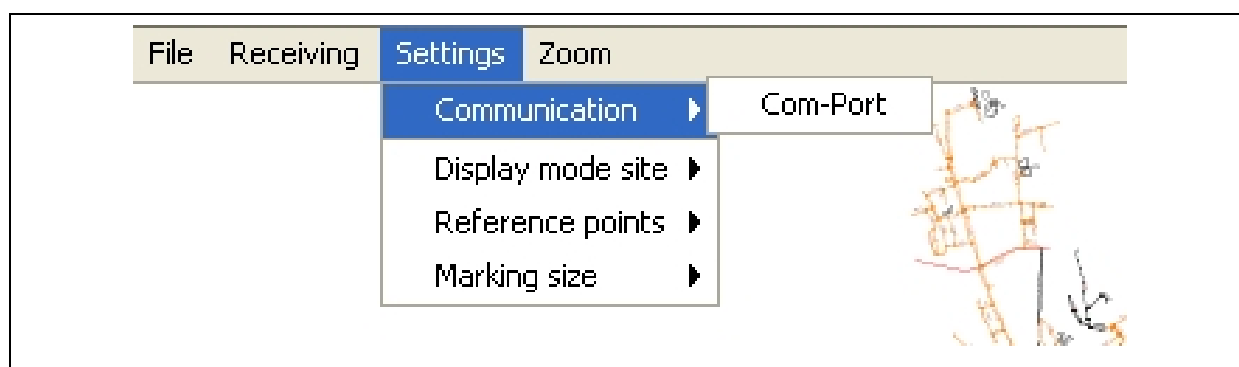 File Receiving Settings Zoom
Communication Com-Port
Display mode site
Reference points
Marking size